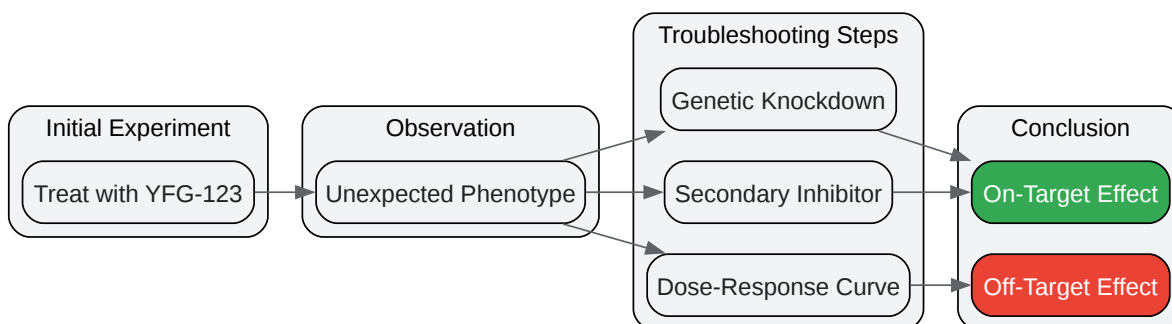 Initial Experiment
Treat with YFG-123
Observation
Unexpected Phenotype
Troubleshooting Steps
Genetic Knockdown
Secondary Inhibitor
Dose-Response Curve
Conclusion
On-Target Effect
Off-Target Effect